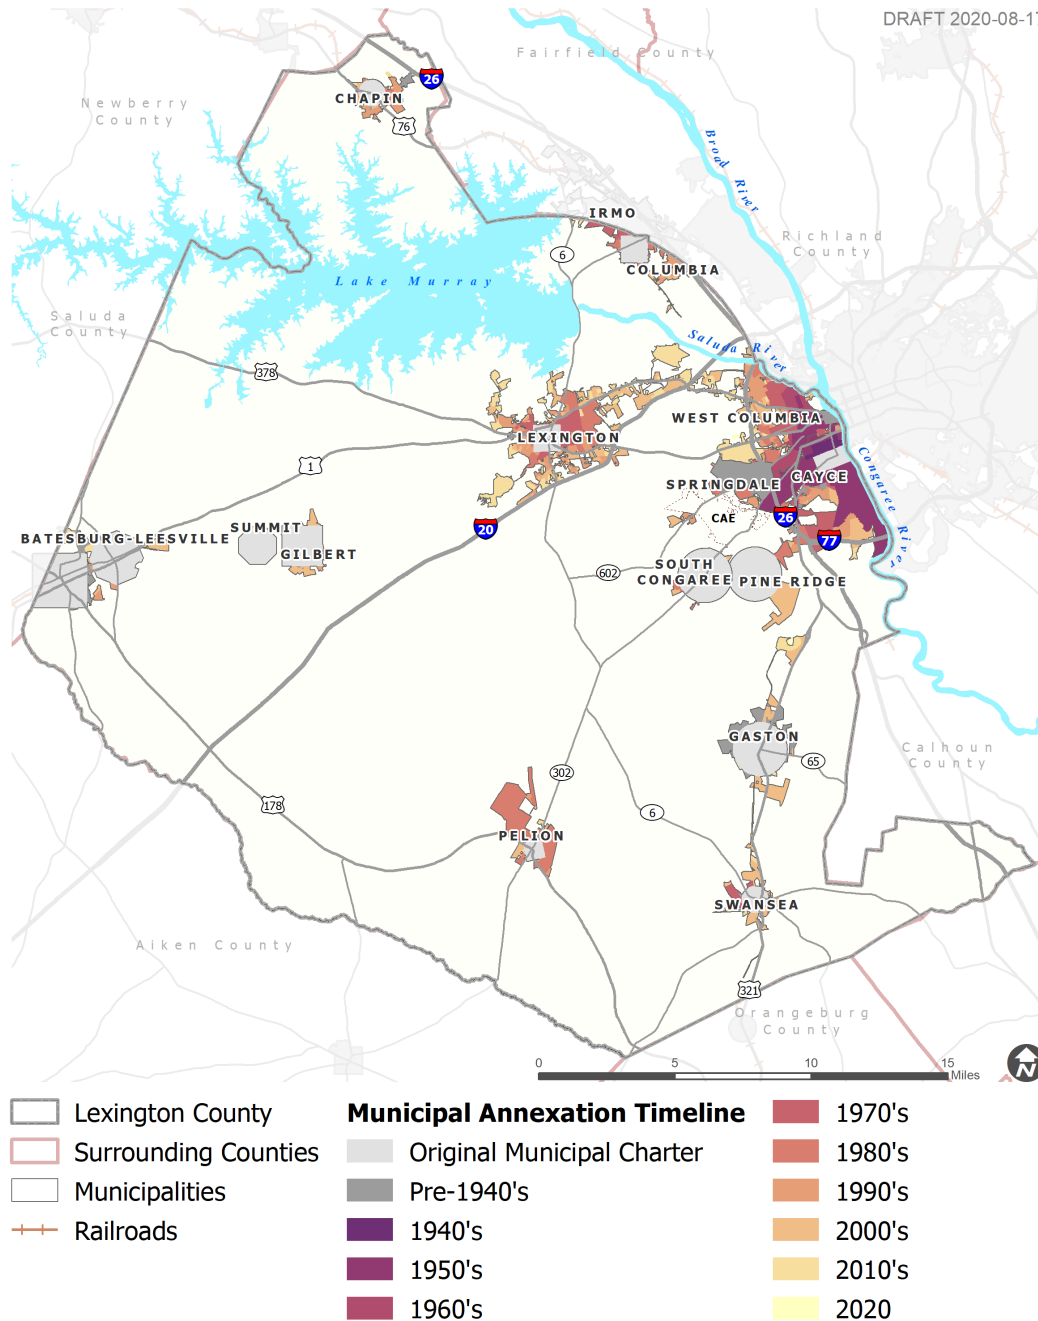 DRAFT 2020-08-17
Fairfield County
26
CHAPIN
Newberry
County
76
Broad River
IRMO
Richland
County
6
COLUMBIA
Lake Murray
Saluda
County
Saluda River
378
WEST COLUMBIA
LEXINGTON
1
Congaree River
SPRINGDALE
CAYCE
CAE
26
20
SUMMIT
BATESBURG-LEESVILLE
77
GILBERT
SOUTH
CONGAREE
602
PINE RIDGE
GASTON
Calhoun
County
65
302
178
6
PELION
SWANSEA
Aiken County
321
Orangeburg
County
0 5 10 15
Miles
N
Lexington County
Surrounding Counties
Municipalities
Railroads
Municipal Annexation Timeline
Original Municipal Charter
Pre-1940's
1940's
1950's
1960's
1970's
1980's
1990's
2000's
2010's
2020